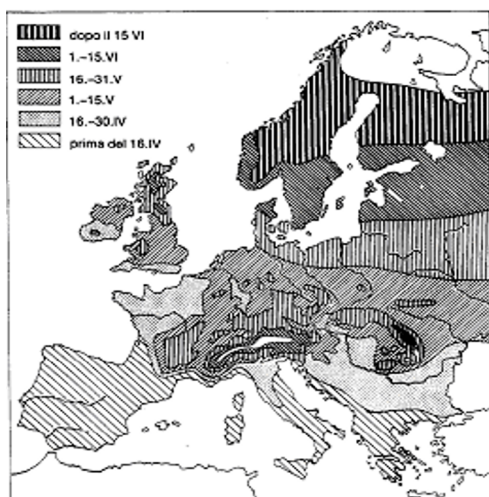 dopo il 15 VI
1.–15.VI
16.–31.V
1.–15.V
16.–30.IV
prima del 16.IV